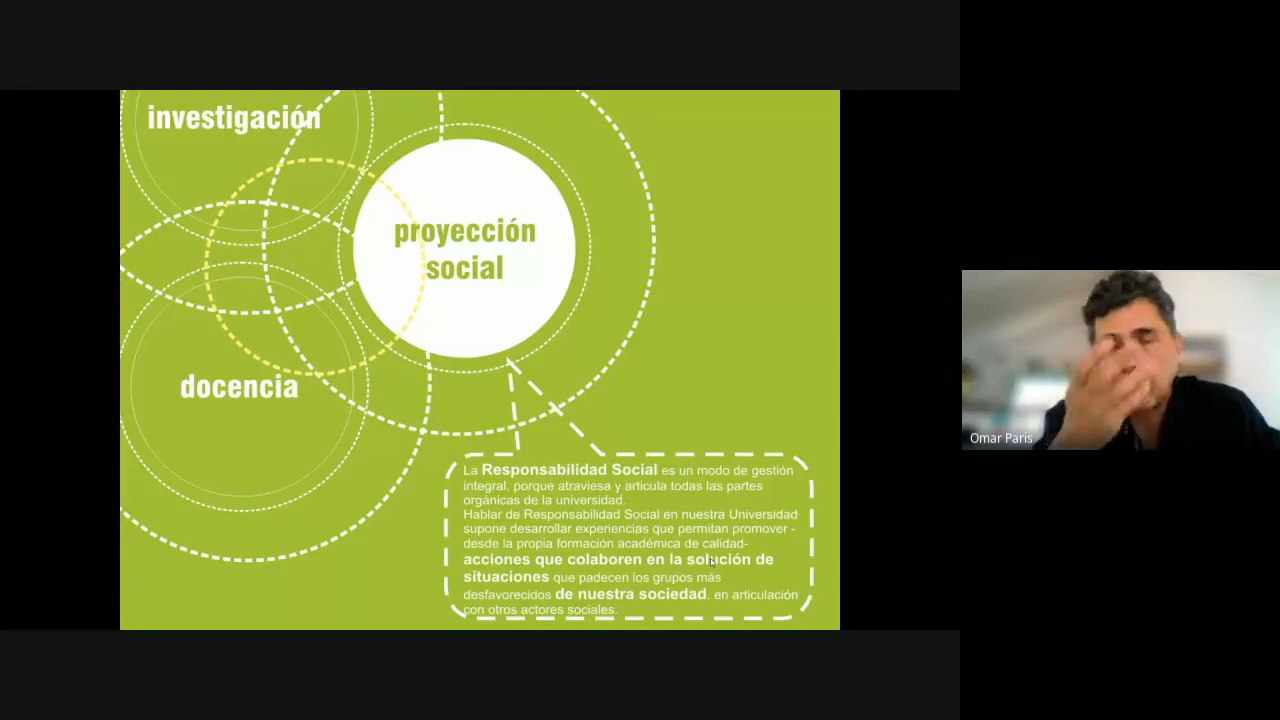 investigación
proyección
social
docencia
La Responsabilidad Social es un modo de gestión
integral, porque atraviesa y articula todas las partes
orgánicas de la universidad.
Hablar de Responsabilidad Social en nuestra Universidad
supone desarrollar experiencias que permitan promover -
desde la propia formación académica de calidad-
acciones que colaboren en la solución de
situaciones que padecen los grupos más
desfavorecidos de nuestra sociedad, en articulación
con otros actores sociales.
Omar Paris